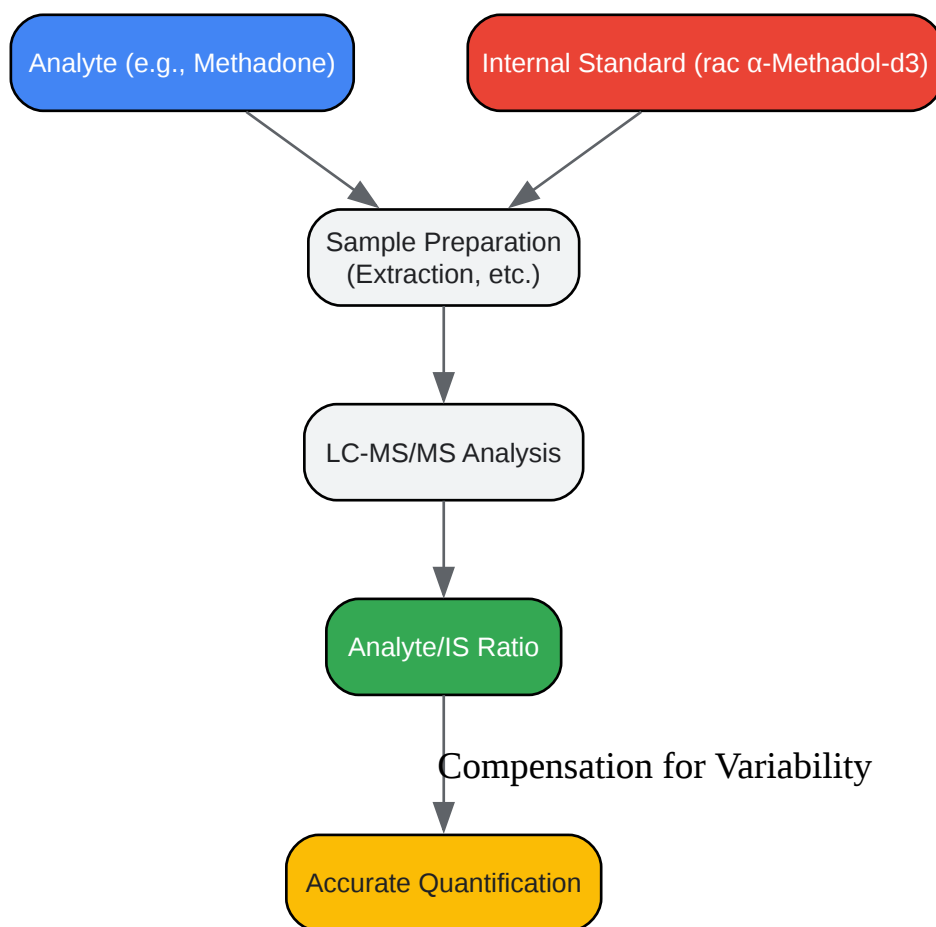 Analyte (e.g., Methadone)
Internal Standard (rac α-Methadol-d3)
Sample Preparation
(Extraction, etc.)
LC-MS/MS Analysis
Analyte/IS Ratio
Compensation for Variability
Accurate Quantification